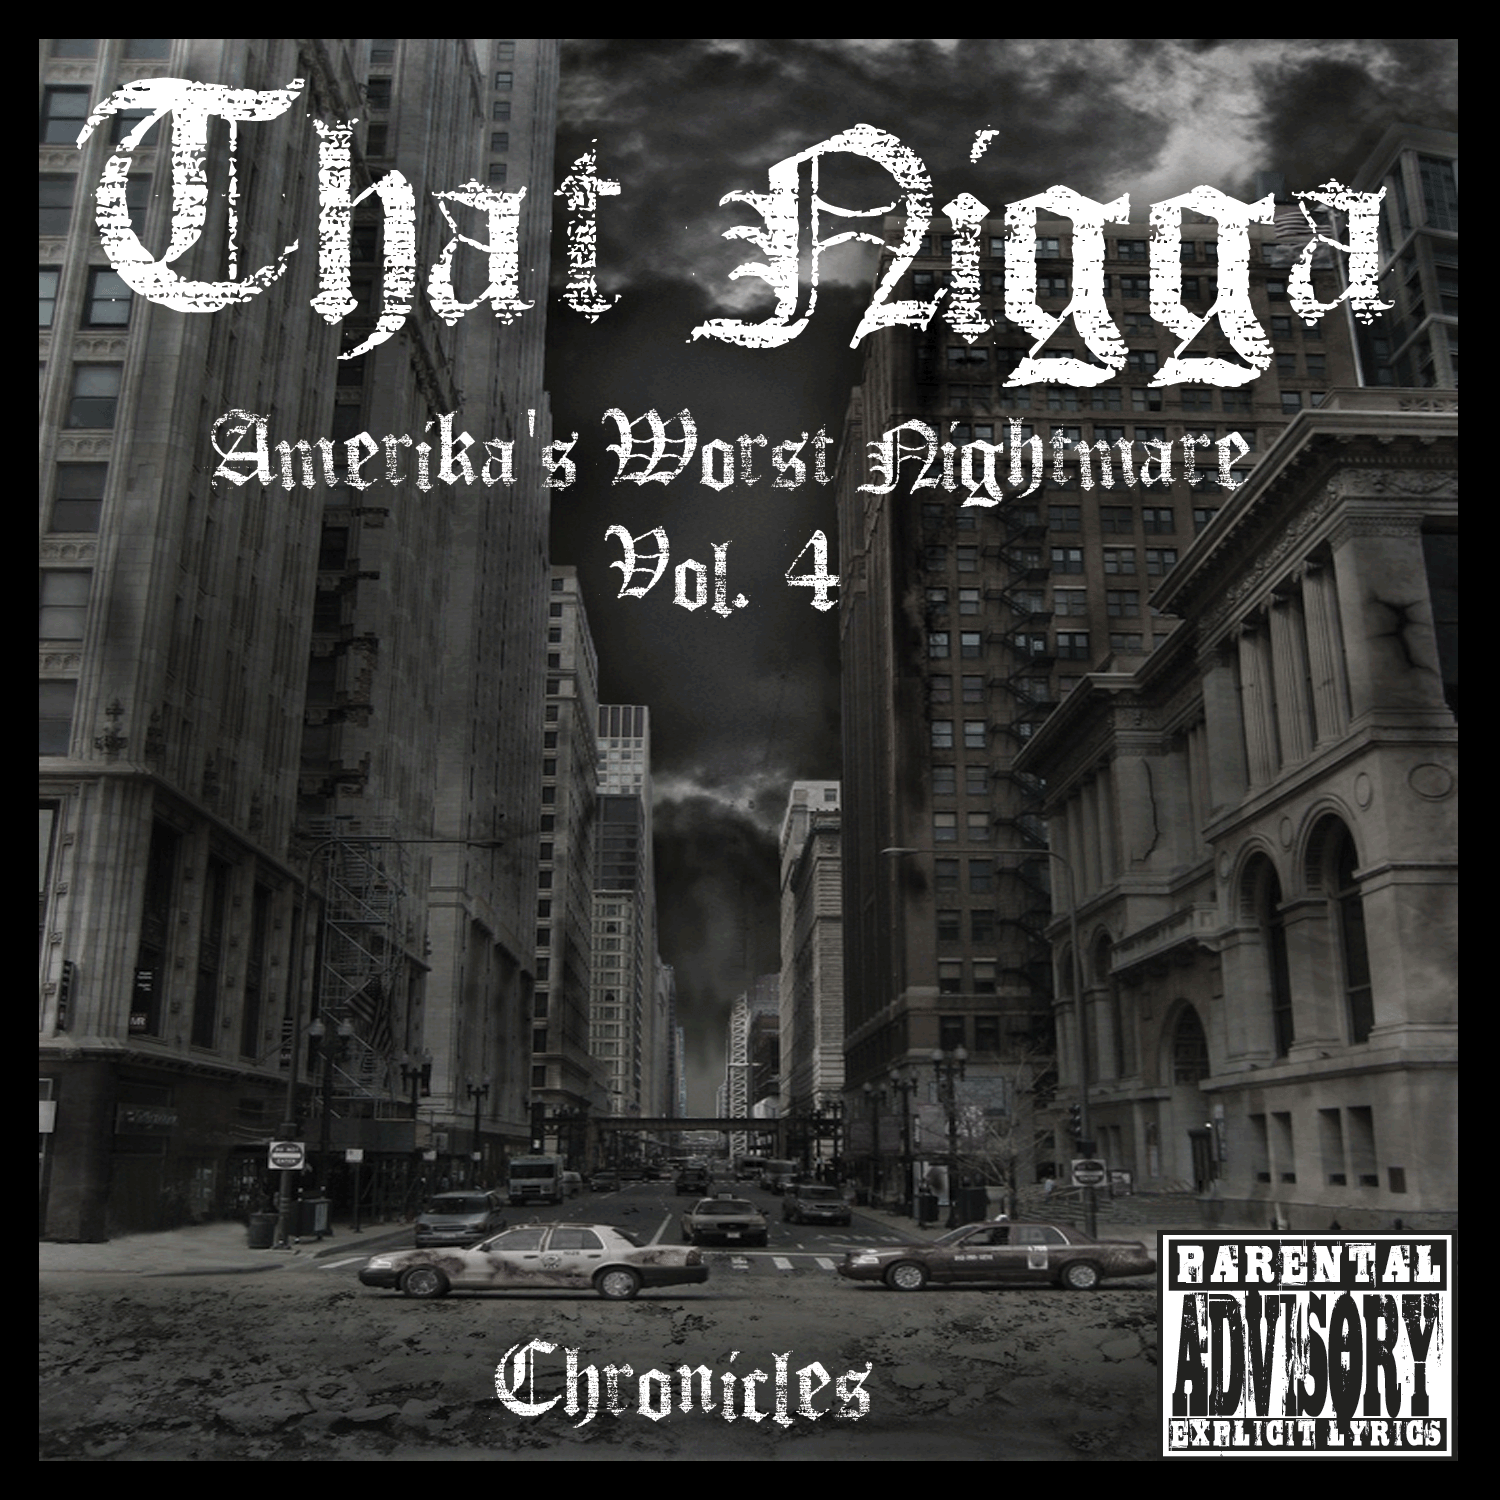 That Nigga
Amerika's Worst Nightmare
Vol. 4
Chronicles
PARENTAL
ADVISORY
EXPLICIT LYRICS